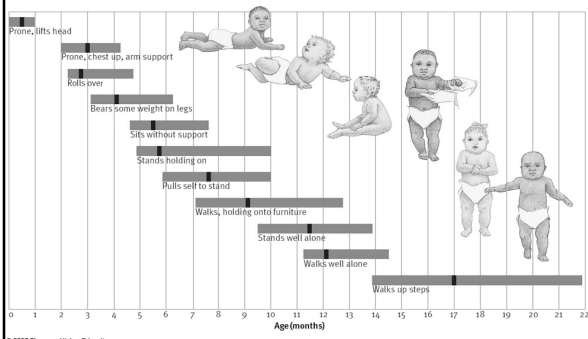 Prone, lifts head
Prone, chest up, arm support
Rolls over
Bears some weight on legs
Sits without support
Stands holding on
Pulls self to stand
Walks, holding onto furniture
Stands well alone
Walks well alone
Walks up steps
0 1 2 3 4 5 6 7 8 9 10 11 12 13 14 15 16 17 18 19 20 21 22
Age (months)